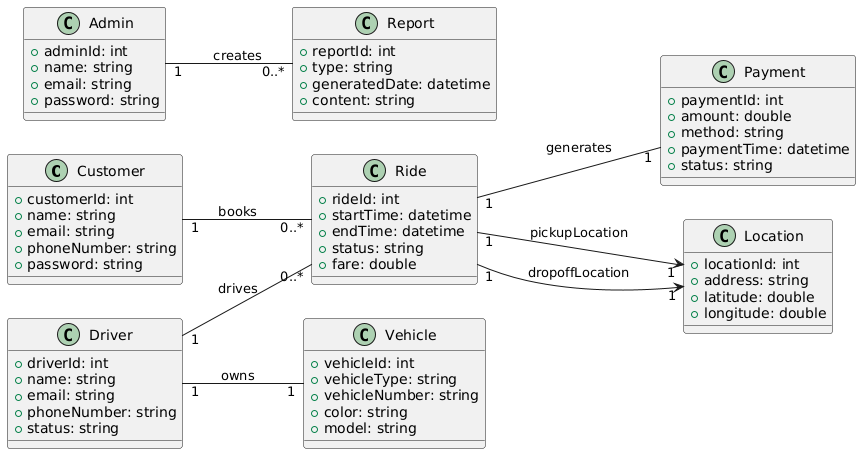 C Admin
adminId: int
name: string
email: string
password: string
creates
1
0..*
C Report
reportId: int
type: string
generatedDate: datetime
content: string
C Customer
customerId: int
name: string
email: string
phoneNumber: string
password: string
books
1
0..*
C Ride
rideId: int
startTime: datetime
endTime: datetime
status: string
fare: double
generates
1
1
C Payment
paymentId: int
amount: double
method: string
paymentTime: datetime
status: string
pickupLocation
1
1
dropoffLocation
1
1
C Location
locationId: int
address: string
latitude: double
longitude: double
C Driver
driverId: int
name: string
email: string
phoneNumber: string
status: string
drives
1
0..*
owns
1
1
C Vehicle
vehicleId: int
vehicleType: string
vehicleNumber: string
color: string
model: string